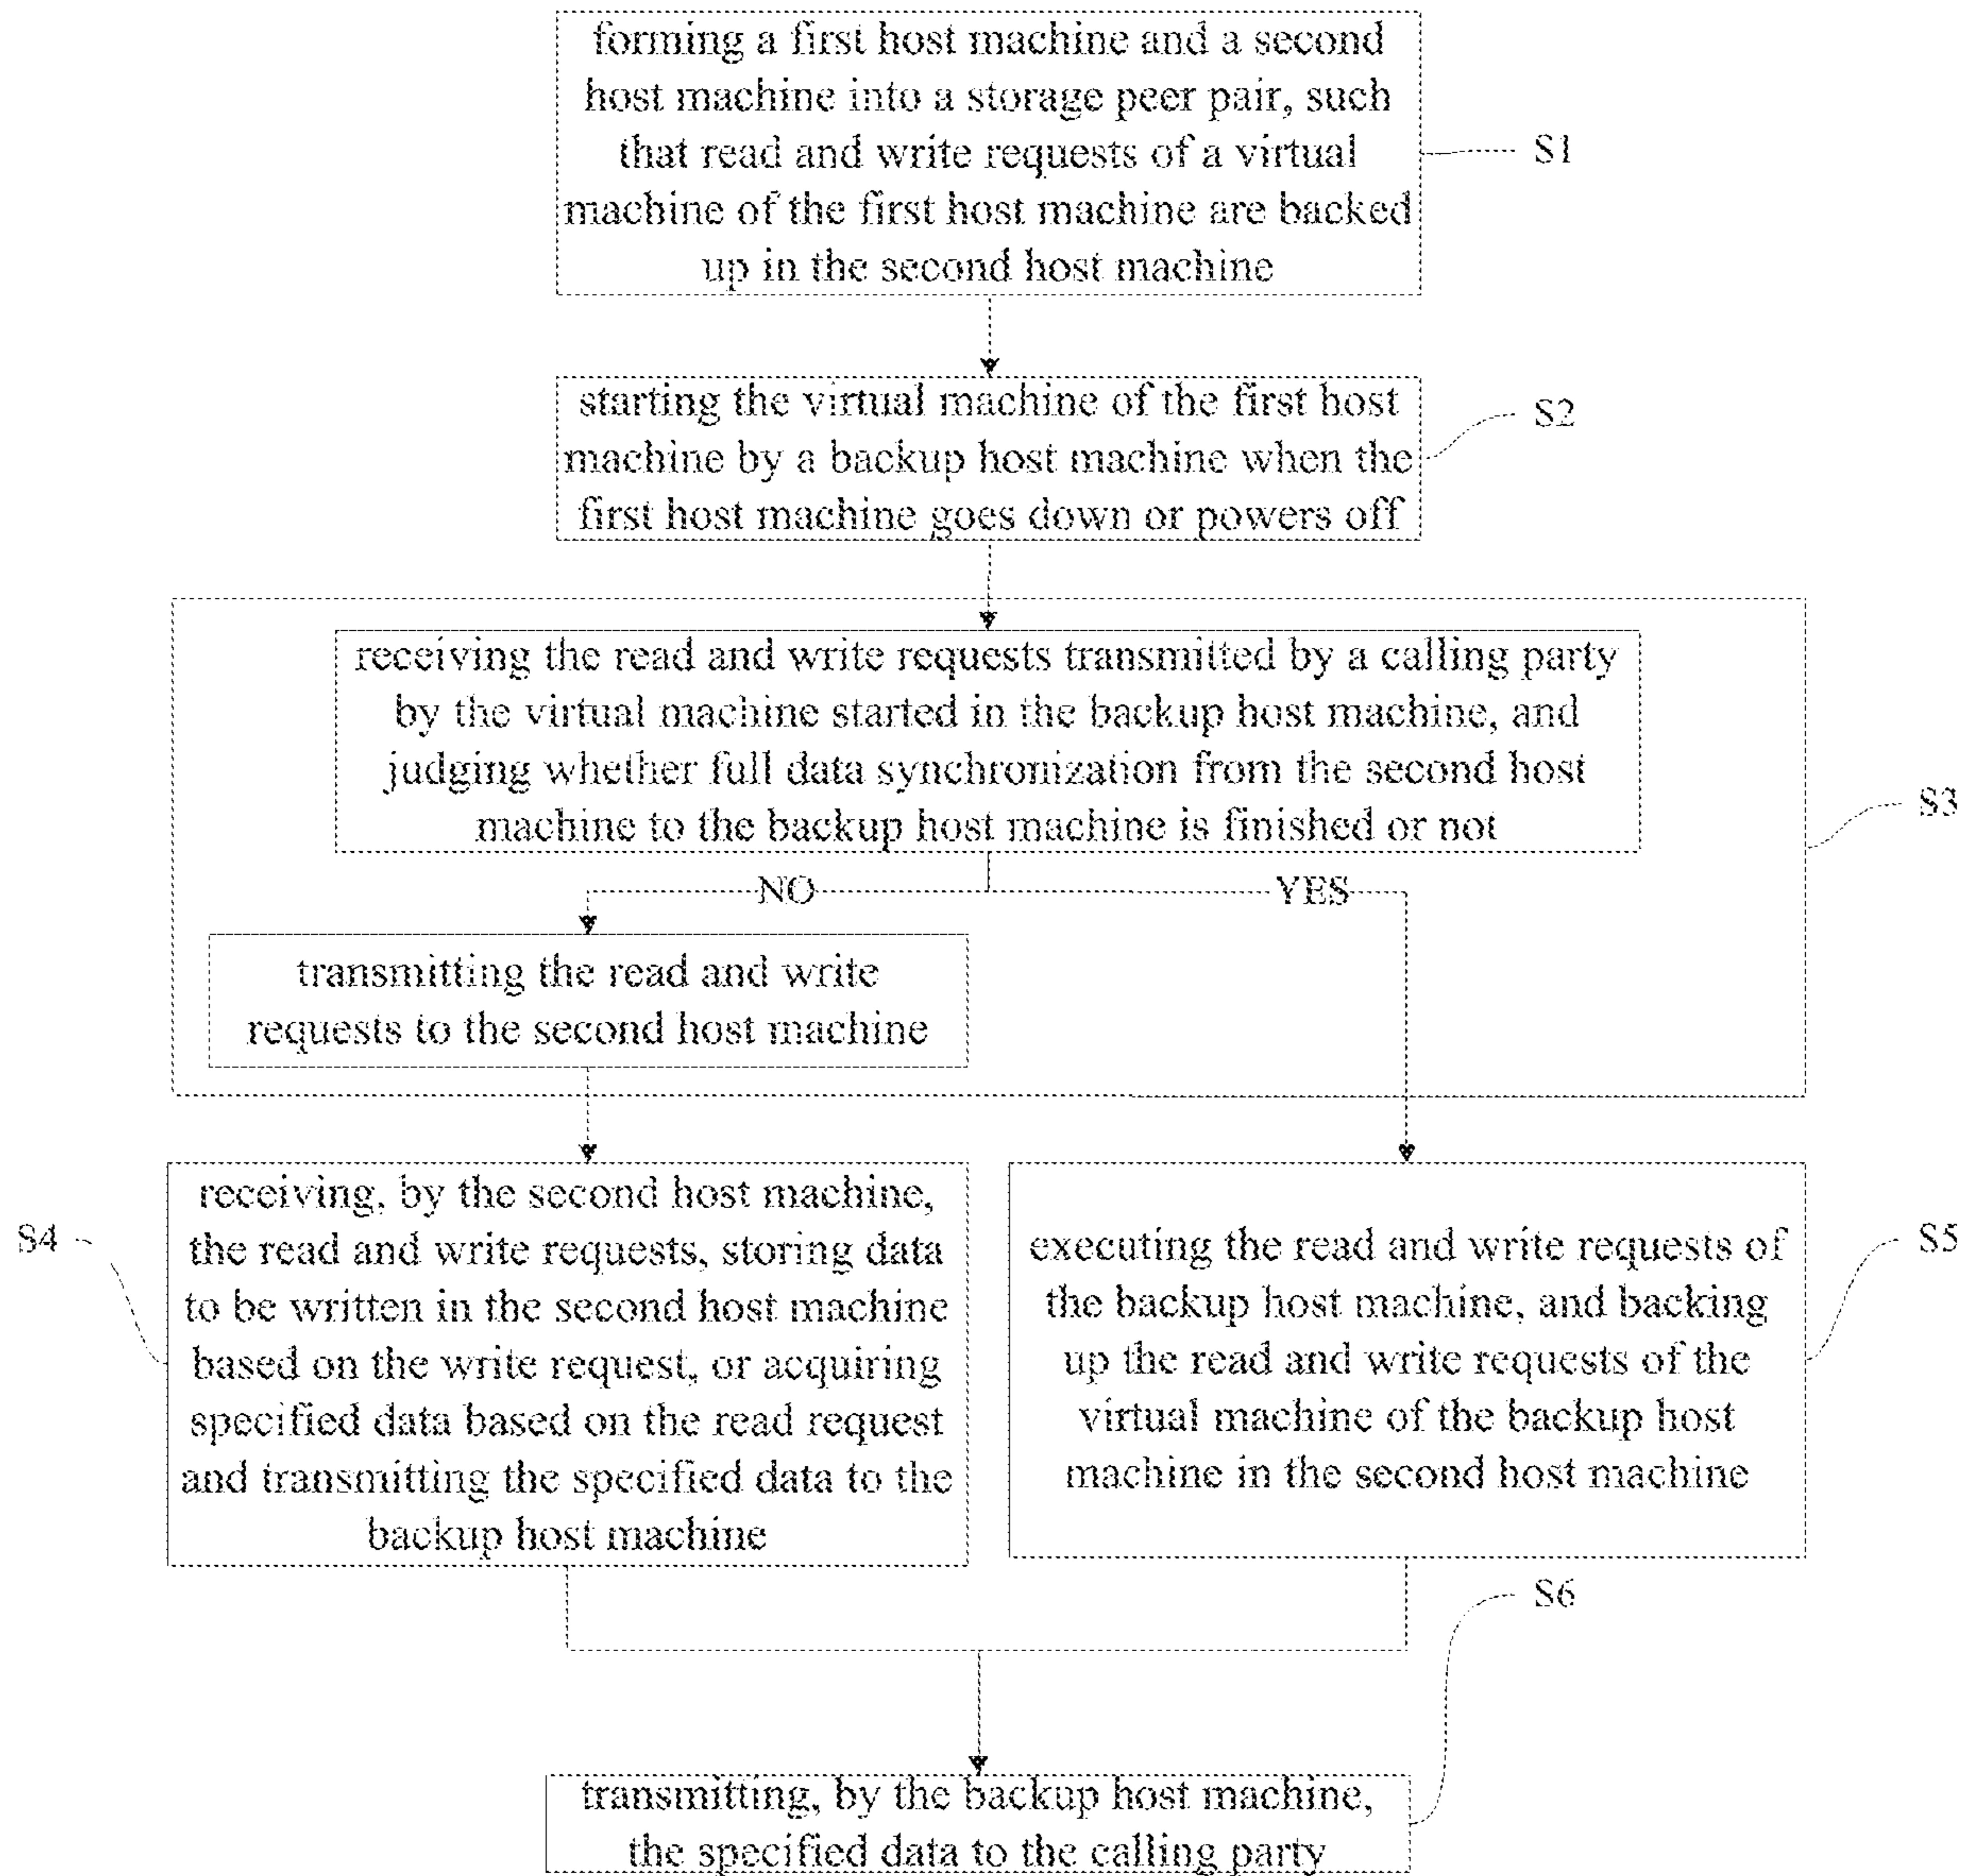 forming a first host machine and a second
host machine into a storage peer pair, such
that read and write requests of a virtual
machine of the first host machine are backed
up in the second host machine
S1
starting the virtual machine of the first host
machine by a backup host machine when the
first host machine goes down or powers off
S2
receiving the read and write requests transmitted by a calling party
by the virtual machine started in the backup host machine, and
judging whether full data synchronization from the second host
machine to the backup host machine is finished or not
S3
NO
YES
transmitting the read and write
requests to the second host machine
S4
receiving, by the second host machine,
the read and write requests, storing data
to be written in the second host machine
based on the write request, or acquiring
specified data based on the read request
and transmitting the specified data to the
backup host machine
executing the read and write requests of
the backup host machine, and backing
up the read and write requests of the
virtual machine of the backup host
machine in the second host machine
S5
S6
transmitting, by the backup host machine,
the specified data to the calling party